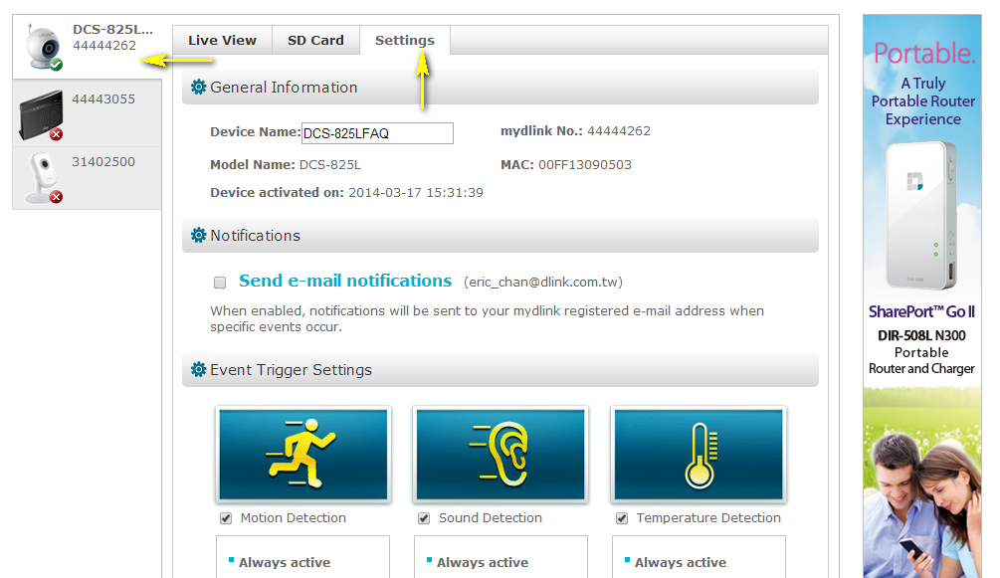 DCS-825L...
44444262
44443055
31402500
Live View
SD Card
Settings
General Information
Device Name: DCS-825LFAQ
mydlink No.: 44444262
Model Name: DCS-825L
MAC: 00FF13090503
Device activated on: 2014-03-17 15:31:39
Notifications
Send e-mail notifications (eric_chan@dlink.com.tw)
When enabled, notifications will be sent to your mydlink registered e-mail address when
specific events occur.
Event Trigger Settings
Motion Detection
Sound Detection
Temperature Detection
Always active
Always active
Always active
Portable.
A Truly
Portable Router
Experience
SharePort™ Go II
DIR-508L N300
Portable
Router and Charger